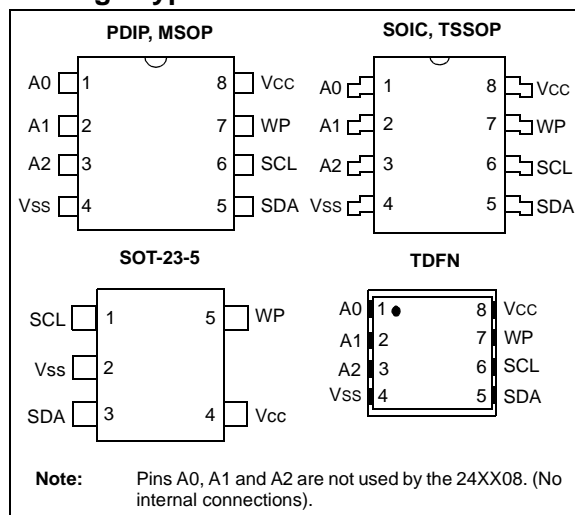 PDIP, MSOP
A0 1 8 VCC
A1 2 7 WP
A2 3 6 SCL
VSS 4 5 SDA
SOIC, TSSOP
A0 1 8 VCC
A1 2 7 WP
A2 3 6 SCL
VSS 4 5 SDA
SOT-23-5
SCL 1 5 WP
Vss 2
SDA 3 4 Vcc
TDFN
A0 1 8 VCC
A1 2 7 WP
A2 3 6 SCL
VSS 4 5 SDA
Note: Pins A0, A1 and A2 are not used by the 24XX08. (No
internal connections).